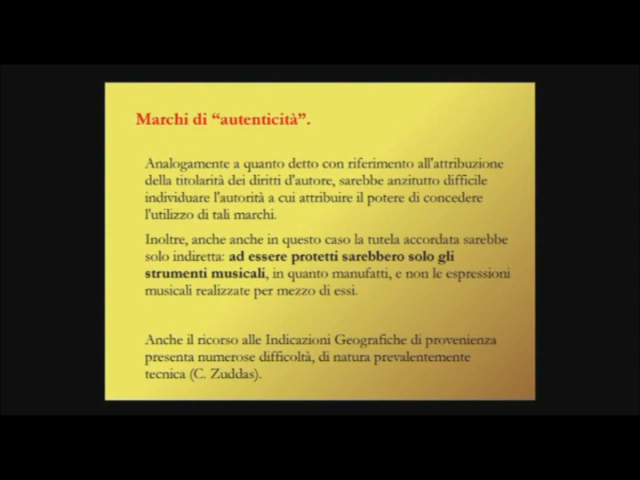 Marchi di “autenticità”.
Analogamente a quanto detto con riferimento all'attribuzione
della titolarità dei diritti d'autore, sarebbe anzitutto difficile
individuare l'autorità a cui attribuire il potere di concedere
l'utilizzo di tali marchi.
Inoltre, anche anche in questo caso la tutela accordata sarebbe
solo indiretta: ad essere protetti sarebbero solo gli
strumenti musicali, in quanto manufatti, e non le espressioni
musicali realizzate per mezzo di essi.
Anche il ricorso alle Indicazioni Geografiche di provenienza
presenta numerose difficoltà, di natura prevalentemente
tecnica (C. Zuddas).